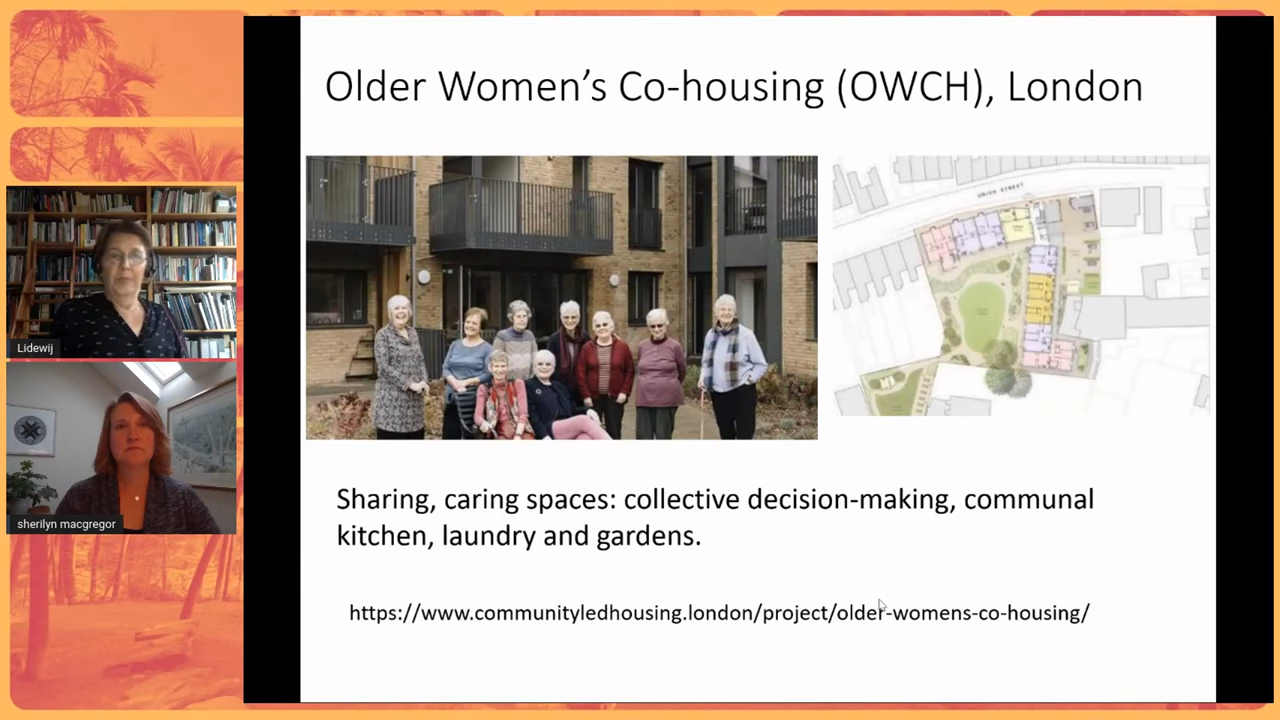 Older Women's Co-housing (OWCH), London
UNION STREET
Lidewij
sherilyn macgregor
Sharing, caring spaces: collective decision-making, communal
kitchen, laundry and gardens.
https://www.communityledhousing.london/project/older-womens-co-housing/